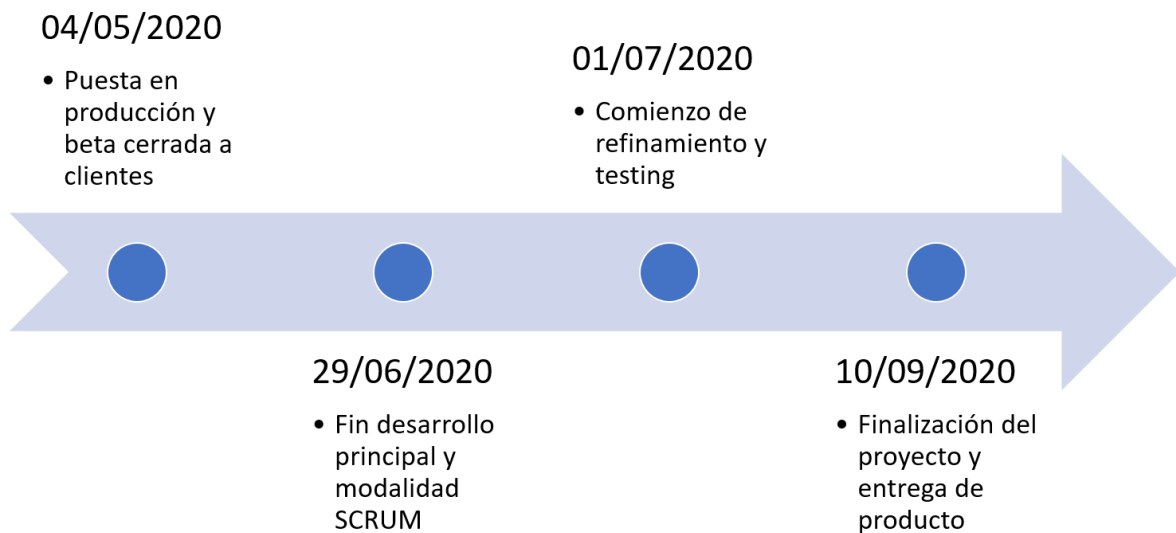 04/05/2020
• Puesta en
producción y
beta cerrada a
clientes
29/06/2020
• Fin desarrollo
principal y
modalidad
SCRUM
01/07/2020
• Comienzo de
refinamiento y
testing
10/09/2020
• Finalización del
proyecto y
entrega de
producto